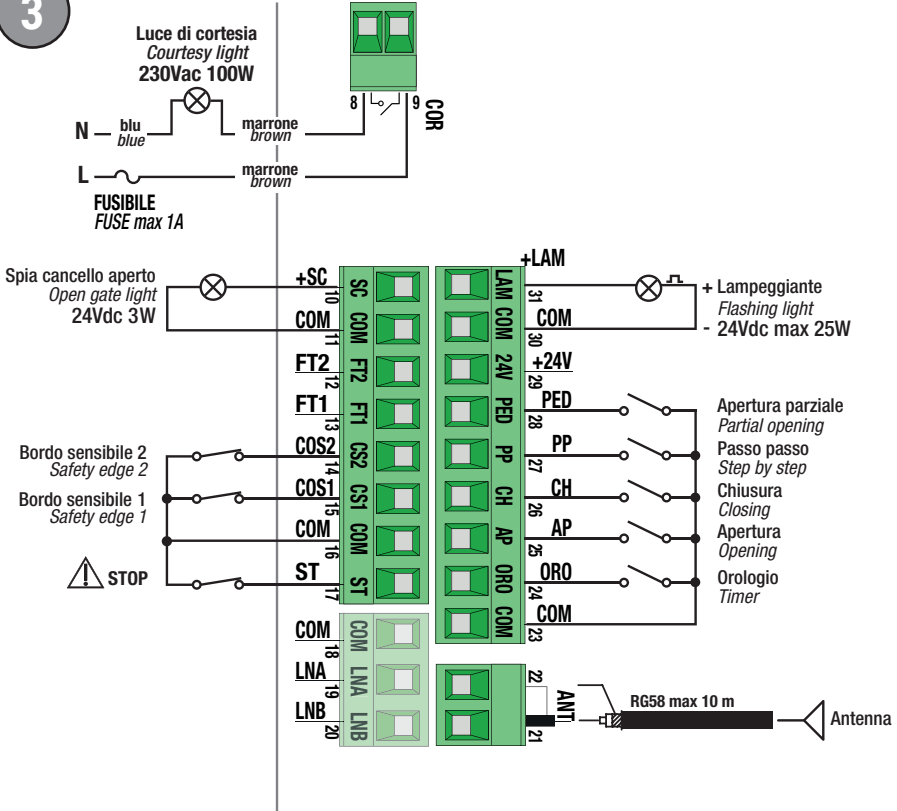 3
Luce di cortesia
Courtesy light
230Vac 100W
N
blu
blue
marrone
brown
8
9
COR
L
marrone
brown
FUSIBILE
FUSE max 1A
Spia cancello aperto
Open gate light
24Vdc 3W
+SC
10
SC
COM
11
COM
FT2
12
FT2
FT1
13
FT1
Bordo sensibile 2
Safety edge 2
COS2
14
CS2
Bordo sensibile 1
Safety edge 1
COS1
15
CS1
COM
16
COM
STOP
ST
17
ST
COM
18
COM
LNA
19
LNA
LNB
20
LNB
+LAM
LAM
31
+ Lampeggiante
Flashing light
- 24Vdc max 25W
COM
COM
30
24V
+24V
29
PED
PED
28
Apertura parziale
Partial opening
PP
PP
27
Passo passo
Step by step
CH
CH
26
Chiusura
Closing
AP
AP
25
Apertura
Opening
ORO
ORO
24
Orologio
Timer
COM
COM
23
22
ANT
21
RG58 max 10 m
Antenna